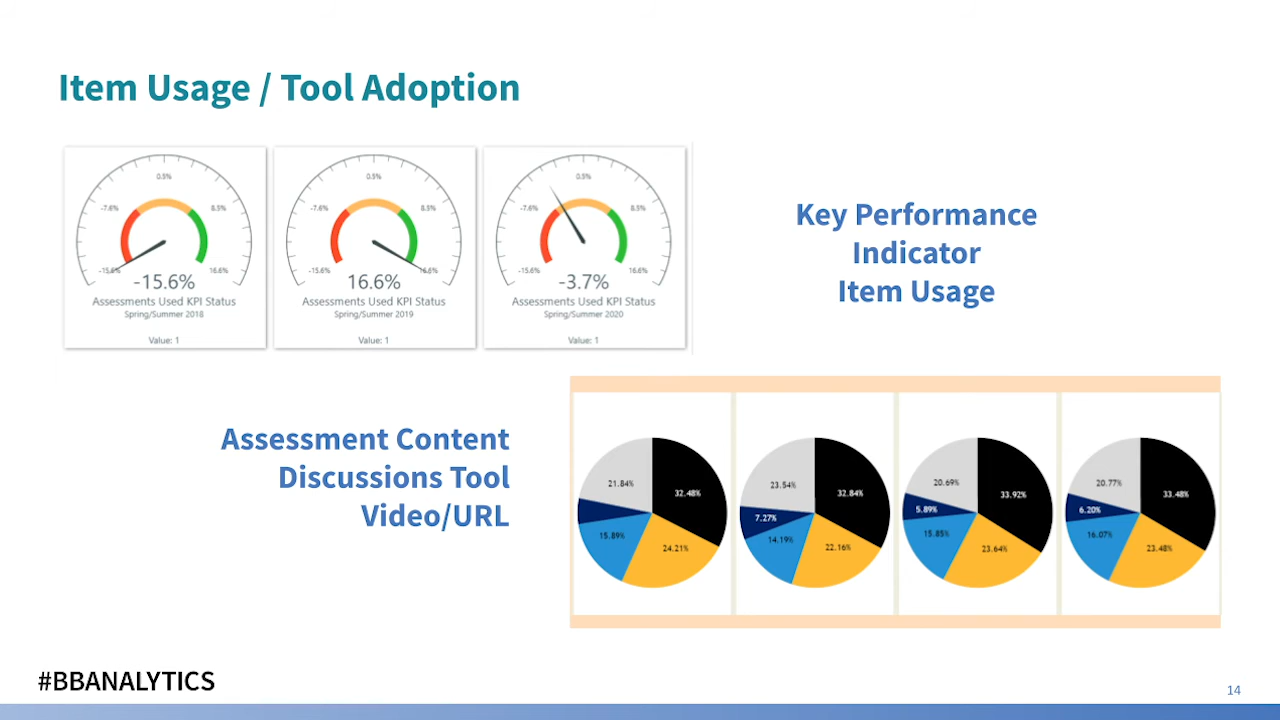 Item Usage / Tool Adoption
0.5%
-7.6%
8.5%
-15.6%
16.6%
-15.6%
Assessments Used KPI Status
Spring/Summer 2018
Value: 1
0.5%
-7.6%
8.5%
-15.6%
16.6%
16.6%
Assessments Used KPI Status
Spring/Summer 2019
Value: 1
0.5%
-7.6%
8.5%
-15.6%
16.6%
-3.7%
Assessments Used KPI Status
Spring/Summer 2020
Value: 1
Key Performance
Indicator
Item Usage
Assessment Content
Discussions Tool
Video/URL
21.84%
32.48%
15.89%
24.21%
23.54%
32.84%
7.27%
14.19%
22.16%
20.69%
33.92%
5.89%
15.85%
23.64%
20.77%
33.48%
6.20%
16.07%
23.48%
#BBANALYTICS
14